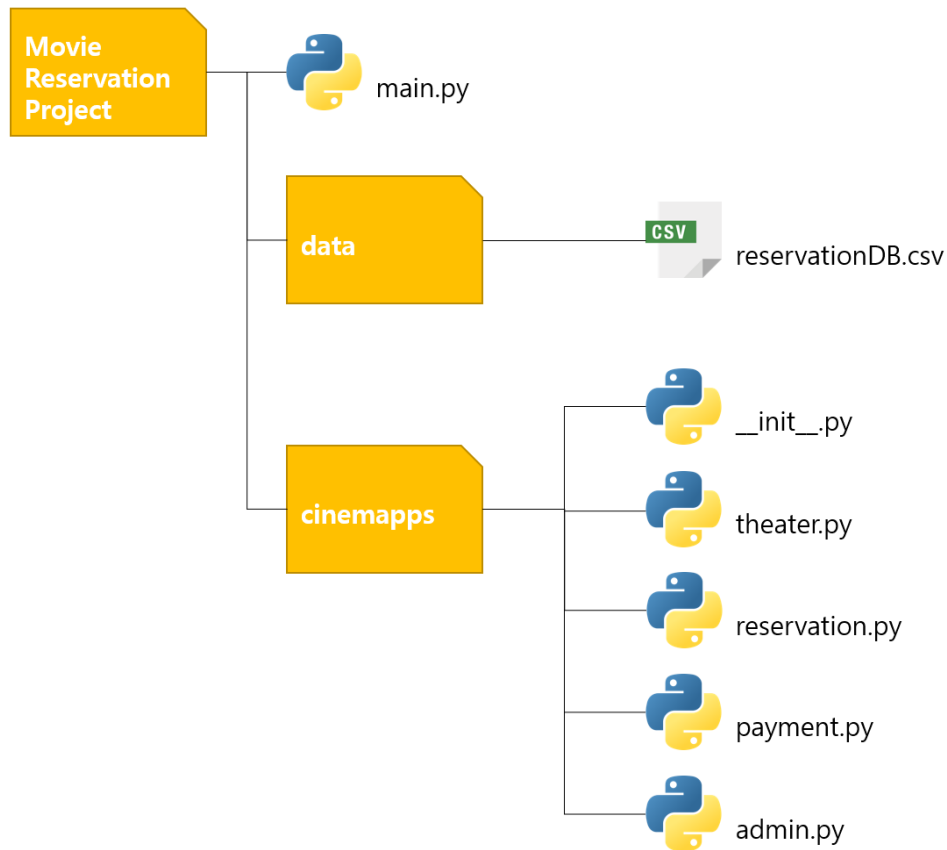 Movie
Reservation
Project
main.py
data
CSV
reservationDB.csv
cinemapps
__init__.py
theater.py
reservation.py
payment.py
admin.py